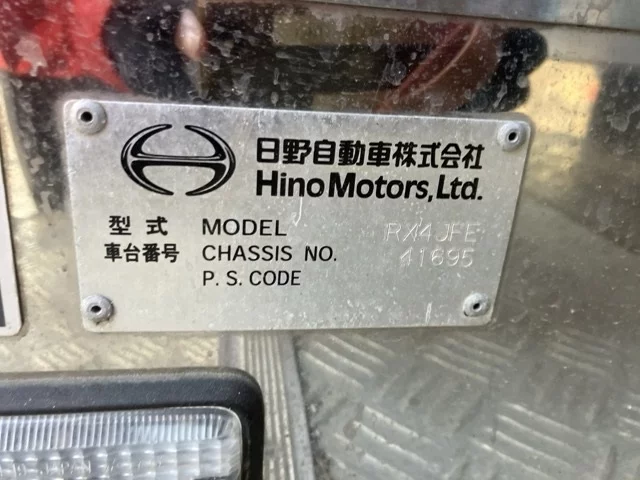 日野自動車株式会社
Hino Motors, Ltd.
型式 MODEL RX4JFE
車台番号 CHASSIS NO. 41695
P. S. CODE